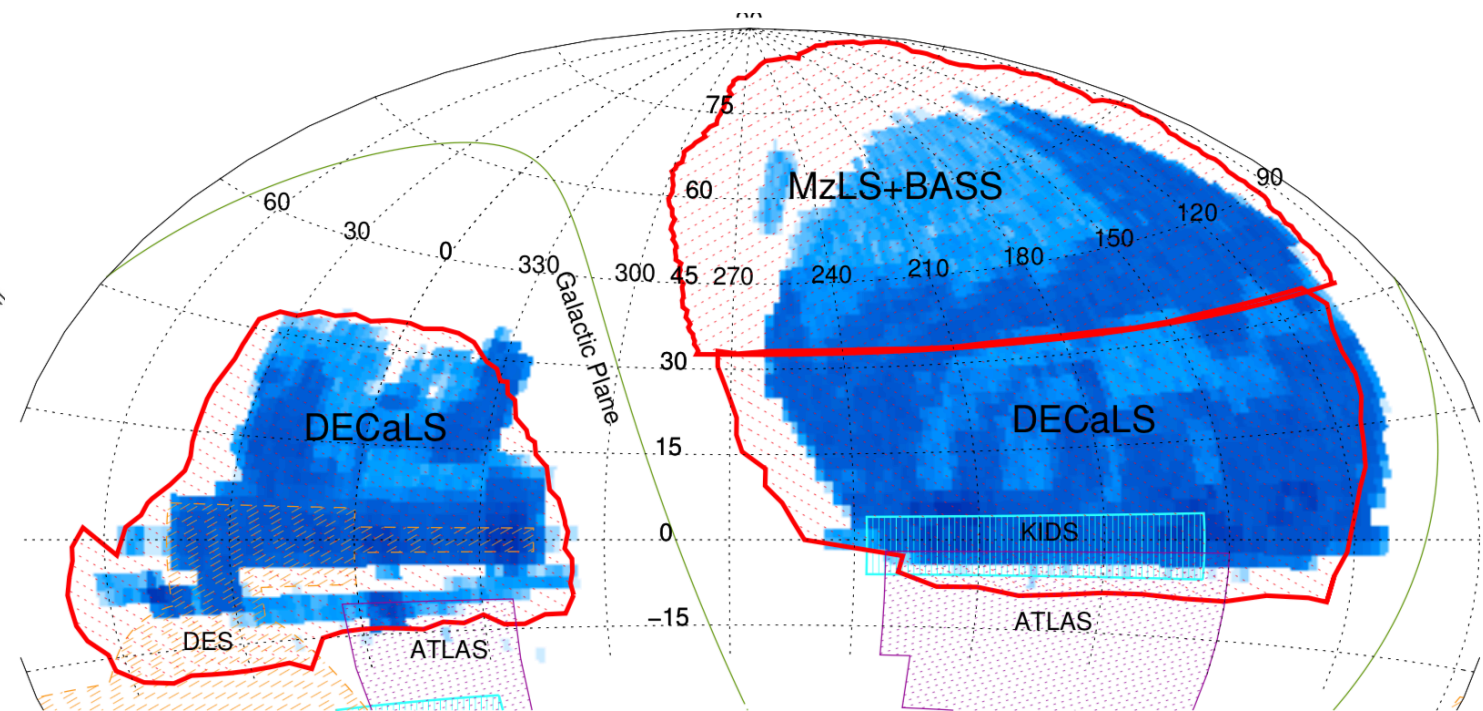 75
60
MzLS+BASS
90
60
120
30
150
0
180
330
300
45
270
240
210
Galactic Plane
30
DECaLS
DECaLS
15
0
KIDS
−15
ATLAS
DES
ATLAS